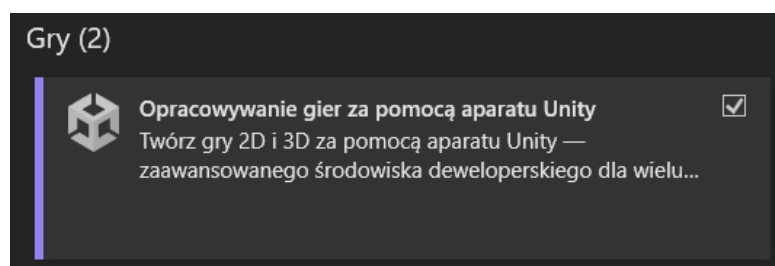 Gry (2)
Opracowywanie gier za pomocą aparatu Unity
Twórz gry 2D i 3D za pomocą aparatu Unity —
zaawansowanego środowiska deweloperskiego dla wielu...